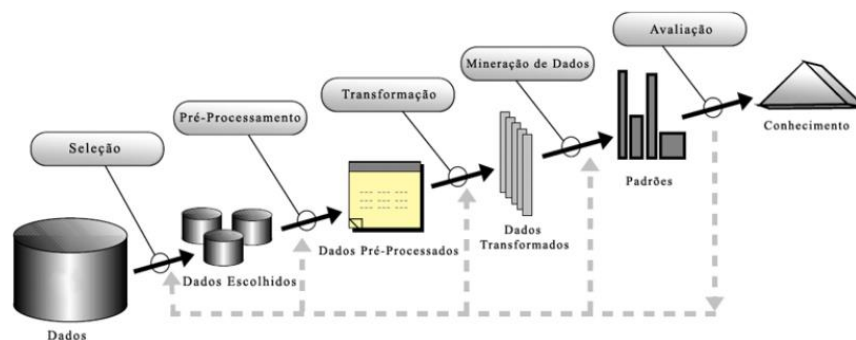 Avaliação
Mineração de Dados
Transformação
Pré-Processamento
Seleção
Conhecimento
Padrões
Dados
Transformados
Dados Pré-Processados
Dados Escolhidos
Dados